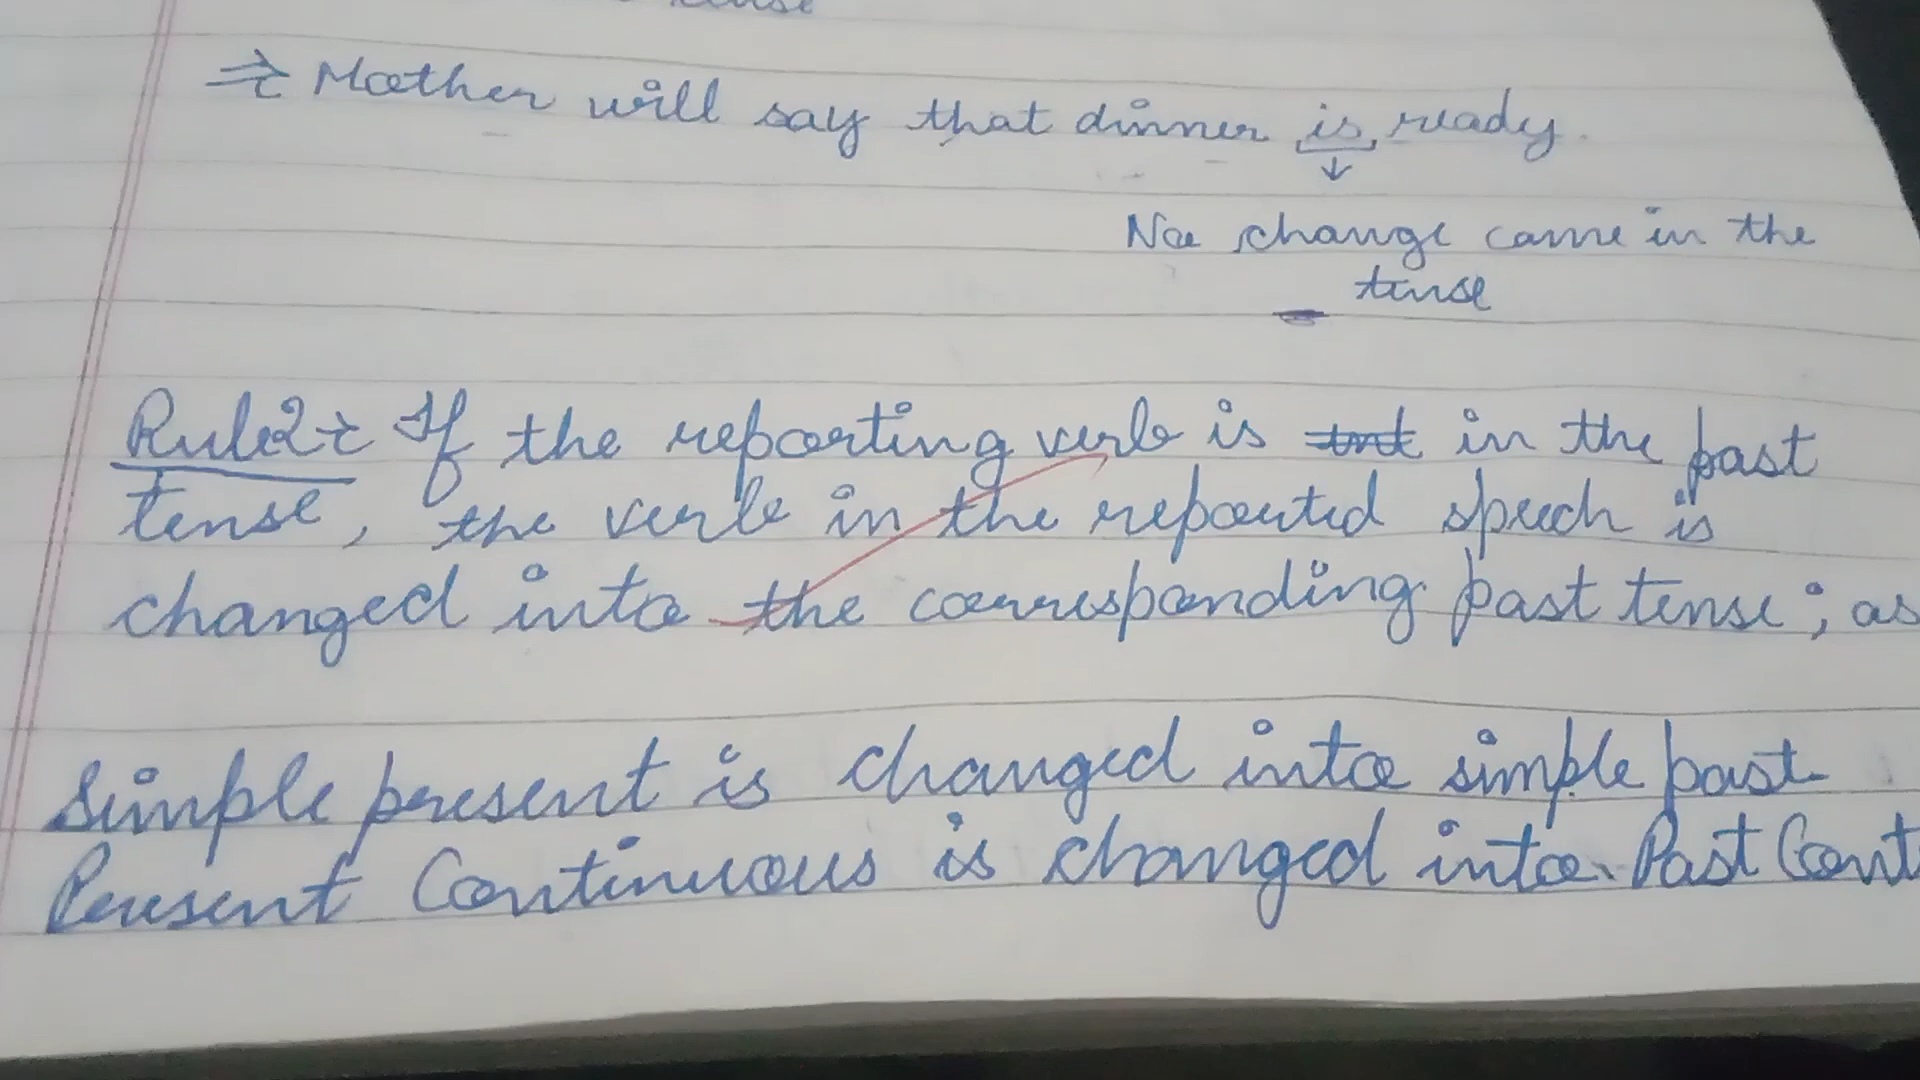 ⇒ Mother will say that dinner is ready.
↓
No change came in the
tense
Rule2÷ If the reporting verb is in the past
tense, the verb in the reported speech is
changed into the corresponding past tense; as
Simple present is changed into simple past
Present Continuous is changed into Past Cont